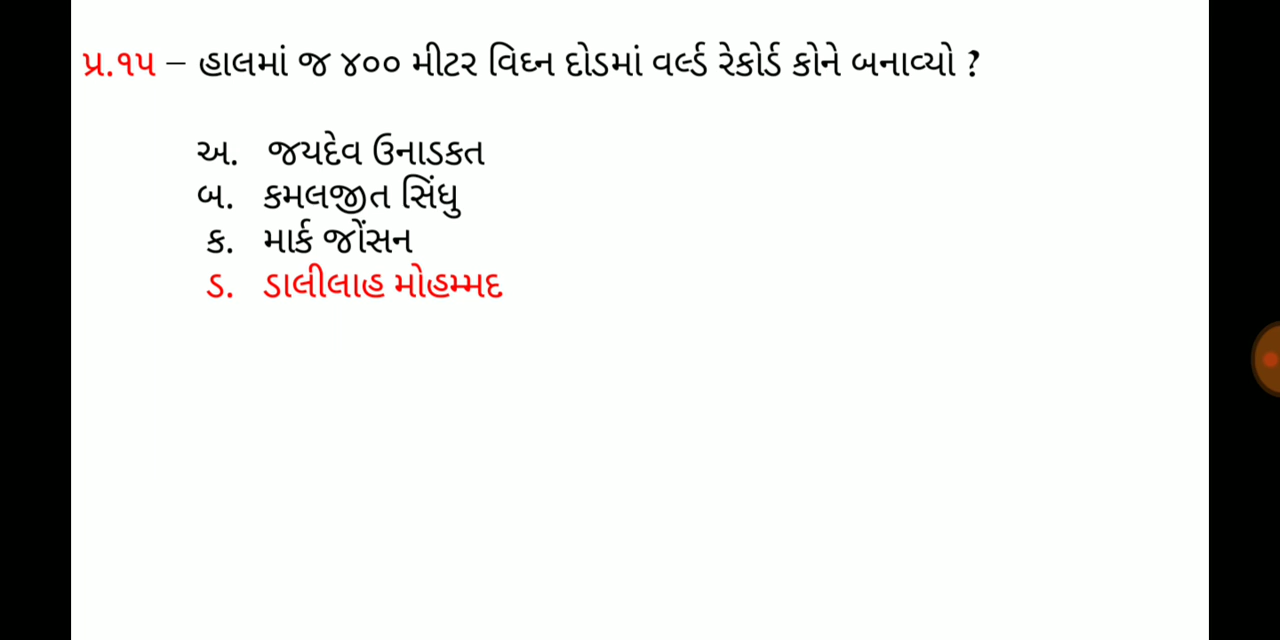 પ્ર.૧૫ – હાલમાં જ ૪૦૦ મીટર વિઘ્ન દોડમાં વર્લ્ડ રેકોર્ડ કોને બનાવ્યો ?
અ. જયદેવ ઉનાડકત
બ. કમલજીત સિંધુ
ક. માર્ક જોંસન
ડ. ડાલીલાહ મોહમ્મદ